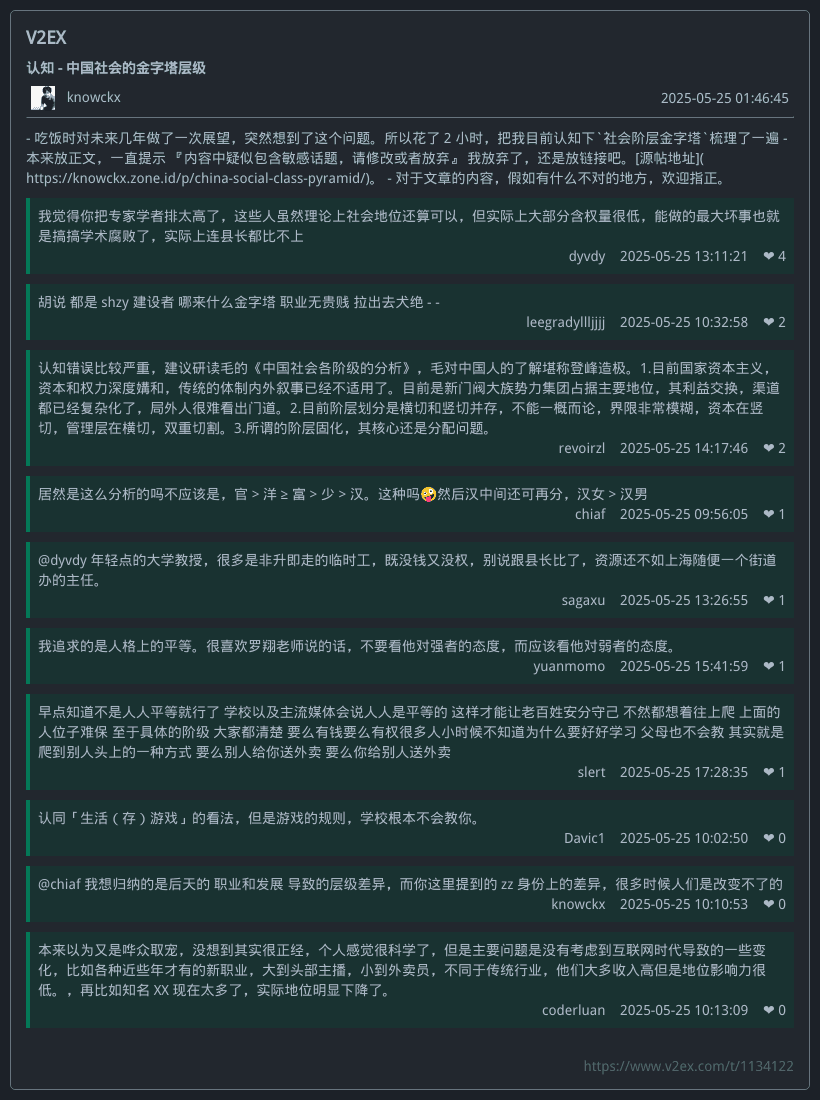 V2EX
认知 - 中国社会的金字塔层级
knowckx
2025-05-25 01:46:45
- 吃饭时对未来几年做了一次展望，突然想到了这个问题。所以花了 2 小时，把我目前认知下`社会阶层金字塔`梳理了一遍 -
本来放正文，一直提示 『内容中疑似包含敏感话题，请修改或者放弃』 我放弃了，还是放链接吧。[源帖地址](
https://knowckx.zone.id/p/china-social-class-pyramid/)。 - 对于文章的内容，假如有什么不对的地方，欢迎指正。
我觉得你把专家学者排太高了，这些人虽然理论上社会地位还算可以，但实际上大部分含权量很低，能做的最大坏事也就
是搞搞学术腐败了，实际上连县长都比不上
dyvdy 2025-05-25 13:11:21 ❤ 4
胡说 都是 shzy 建设者 哪来什么金字塔 职业无贵贱 拉出去犬绝 - -
leegradyllljjjj 2025-05-25 10:32:58 ❤ 2
认知错误比较严重，建议研读毛的《中国社会各阶级的分析》，毛对中国人的了解堪称登峰造极。1.目前国家资本主义，
资本和权力深度媾和，传统的体制内外叙事已经不适用了。目前是新门阀大族势力集团占据主要地位，其利益交换，渠道
都已经复杂化了，局外人很难看出门道。2.目前阶层划分是横切和竖切并存，不能一概而论，界限非常模糊，资本在竖
切，管理层在横切，双重切割。3.所谓的阶层固化，其核心还是分配问题。
revoirzl 2025-05-25 14:17:46 ❤ 2
居然是这么分析的吗不应该是，官 > 洋 ≥ 富 > 少 > 汉。这种吗🤪然后汉中间还可再分，汉女 > 汉男
chiaf 2025-05-25 09:56:05 ❤ 1
@dyvdy 年轻点的大学教授，很多是非升即走的临时工，既没钱又没权，别说跟县长比了，资源还不如上海随便一个街道
办的主任。
sagaxu 2025-05-25 13:26:55 ❤ 1
我追求的是人格上的平等。很喜欢罗翔老师说的话，不要看他对强者的态度，而应该看他对弱者的态度。
yuanmomo 2025-05-25 15:41:59 ❤ 1
早点知道不是人人平等就行了 学校以及主流媒体会说人人是平等的 这样才能让老百姓安分守己 不然都想着往上爬 上面的
人位子难保 至于具体的阶级 大家都清楚 要么有钱要么有权很多人小时候不知道为什么要好好学习 父母也不会教 其实就是
爬到别人头上的一种方式 要么别人给你送外卖 要么你给别人送外卖
slert 2025-05-25 17:28:35 ❤ 1
认同「生活（存）游戏」的看法，但是游戏的规则，学校根本不会教你。
Davic1 2025-05-25 10:02:50 ❤ 0
@chiaf 我想归纳的是后天的 职业和发展 导致的层级差异，而你这里提到的 zz 身份上的差异，很多时候人们是改变不了的
knowckx 2025-05-25 10:10:53 ❤ 0
本来以为又是哗众取宠，没想到其实很正经，个人感觉很科学了，但是主要问题是没有考虑到互联网时代导致的一些变
化，比如各种近些年才有的新职业，大到头部主播，小到外卖员，不同于传统行业，他们大多收入高但是地位影响力很
低。，再比如知名 XX 现在太多了，实际地位明显下降了。
coderluan 2025-05-25 10:13:09 ❤ 0
https://www.v2ex.com/t/1134122